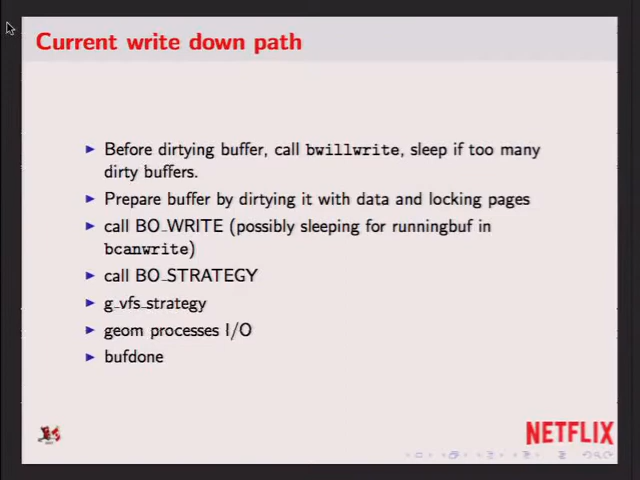 Current write down path
Before dirtying buffer, call bwillwrite, sleep if too many
dirty buffers.
Prepare buffer by dirtying it with data and locking pages
call BO_WRITE (possibly sleeping for runningbuf in
bcanwrite)
call BO_STRATEGY
g_vfs_strategy
geom processes I/O
bufdone
NETFLIX